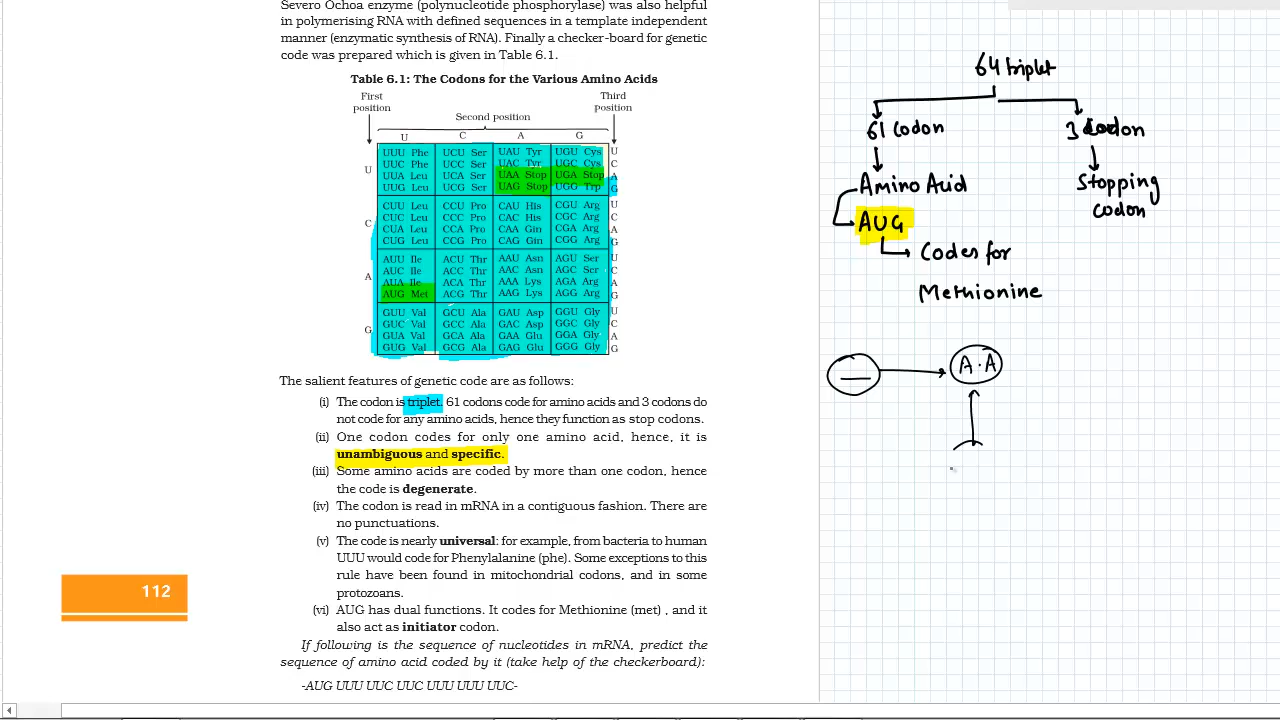 Severo Ochoa enzyme (polynucleotide phosphorylase) was also helpful
in polymerising RNA with defined sequences in a template independent
manner (enzymatic synthesis of RNA). Finally a checker-board for genetic
code was prepared which is given in Table 6.1.
Table 6.1: The Codons for the Various Amino Acids
First position
Third position
Second position
U C A G
U UUU Phe UCU Ser UAU Tyr UGU Cys U
UUC Phe UCC Ser UAC Tyr UGC Cys C
UUA Leu UCA Ser UAA Stop UGA Stop A
UUG Leu UCG Ser UAG Stop UGG Trp G
C CUU Leu CCU Pro CAU His CGU Arg U
CUC Leu CCC Pro CAC His CGC Arg C
CUA Leu CCA Pro CAA Gin CGA Arg A
CUG Leu CCG Pro CAG Gin CGG Arg G
A AUU Ile ACU Thr AAU Asn AGU Ser U
AUC Ile ACC Thr AAC Asn AGC Ser C
AUA Ile ACA Thr AAA Lys AGA Arg A
AUG Met ACG Thr AAG Lys AGG Arg G
G GUU Val GCU Ala GAU Asp GGU Gly U
GUC Val GCC Ala GAC Asp GGC Gly C
GUA Val GCA Ala GAA Glu GGA Gly A
GUG Val GCG Ala GAG Glu GGG Gly G
The salient features of genetic code are as follows:
(i) The codon is triplet. 61 codons code for amino acids and 3 codons do
not code for any amino acids, hence they function as stop codons.
(ii) One codon codes for only one amino acid, hence, it is
unambiguous and specific.
(iii) Some amino acids are coded by more than one codon, hence
the code is degenerate.
(iv) The codon is read in mRNA in a contiguous fashion. There are
no punctuations.
(v) The code is nearly universal: for example, from bacteria to human
UUU would code for Phenylalanine (phe). Some exceptions to this
rule have been found in mitochondrial codons, and in some
protozoans.
(vi) AUG has dual functions. It codes for Methionine (met) , and it
also act as initiator codon.
If following is the sequence of nucleotides in mRNA, predict the
sequence of amino acid coded by it (take help of the checkerboard):
-AUG UUU UUC UUC UUU UUU UUC-
112
64 triplet
61 Codon
3 codon
Amino Acid
Stopping
codon
AUG
Codes for
Methionine
A.A